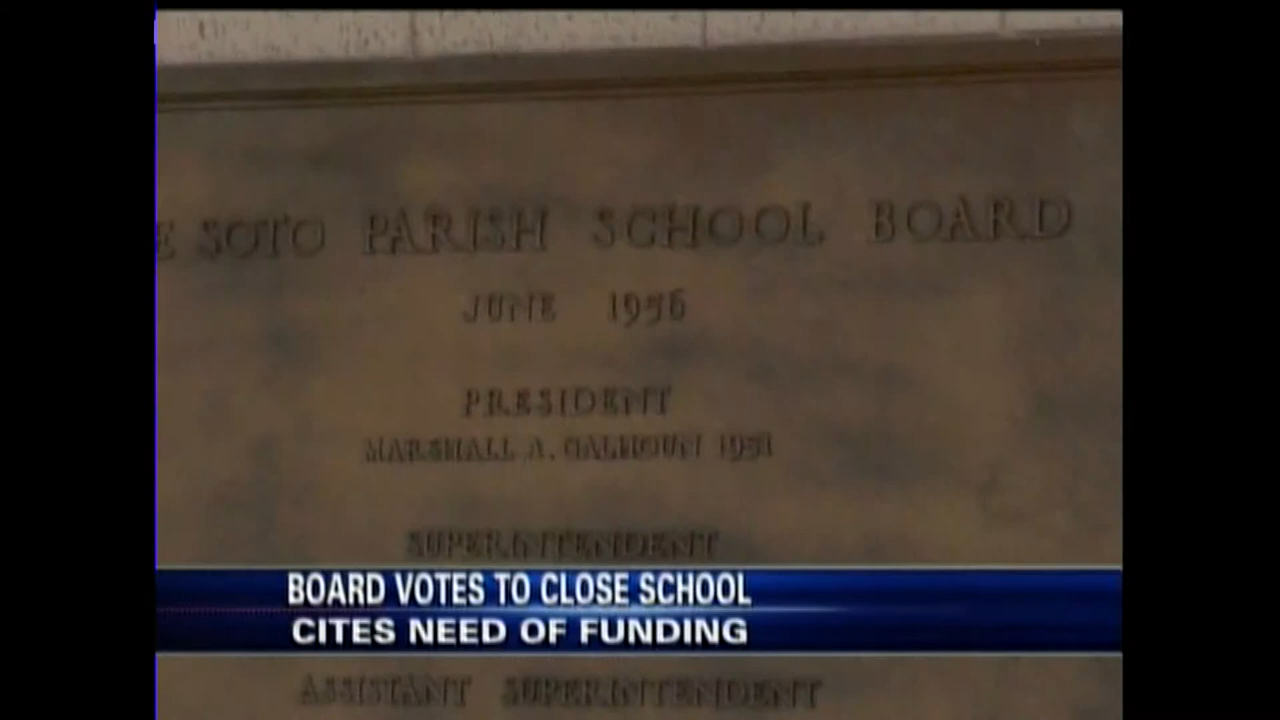 E SOTO PARISH SCHOOL BOARD
JUNE 1956
PRESIDENT
MARSHALL A. CALHOUN 1951
SUPERINTENDENT
BOARD VOTES TO CLOSE SCHOOL
CITES NEED OF FUNDING
ASSISTANT SUPERINTENDENT